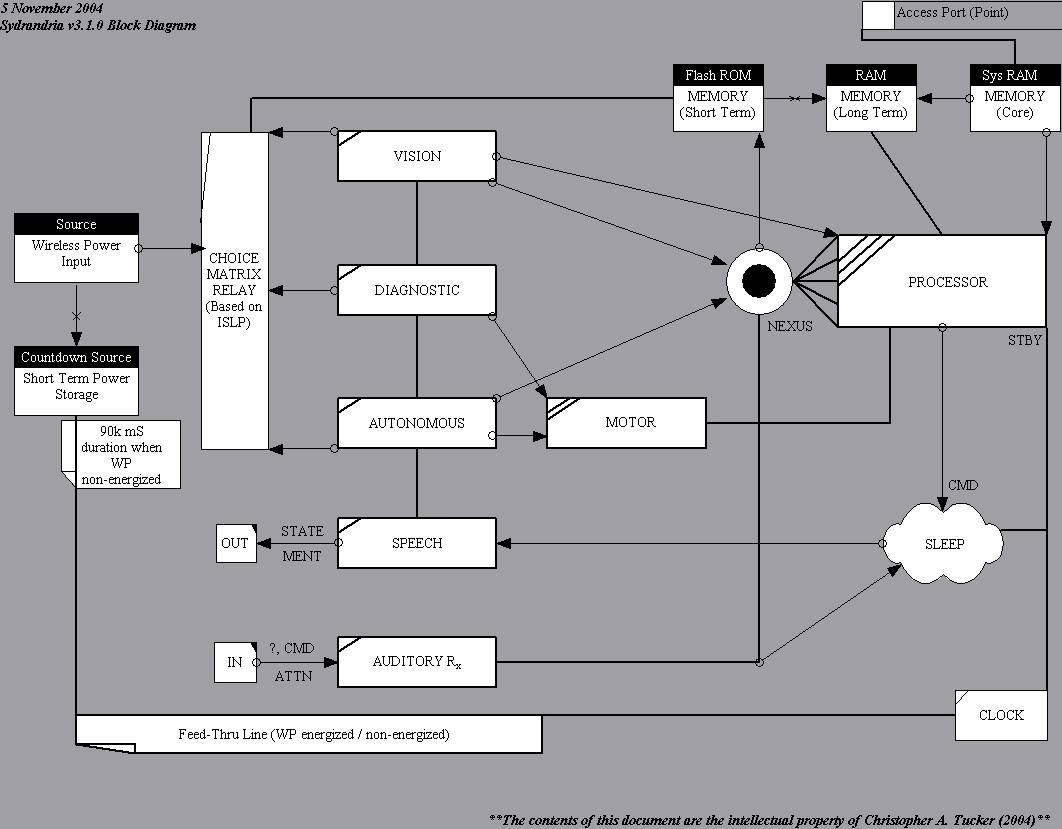 5 November 2004
Sydrandria v3.1.0 Block Diagram
Access Port (Point)
Flash ROM
MEMORY
(Short Term)
RAM
MEMORY
(Long Term)
Sys RAM
MEMORY
(Core)
VISION
Source
Wireless Power
Input
CHOICE
MATRIX
RELAY
(Based on
ISLP)
DIAGNOSTIC
PROCESSOR
NEXUS
STBY
Countdown Source
Short Term Power
Storage
90k mS
duration when
WP
non-energized
AUTONOMOUS
MOTOR
CMD
OUT
STATE
MENT
SPEECH
SLEEP
IN
?, CMD
ATTN
AUDITORY Rx
CLOCK
Feed-Thru Line (WP energized / non-energized)
**The contents of this document are the intellectual property of Christopher A. Tucker (2004)**